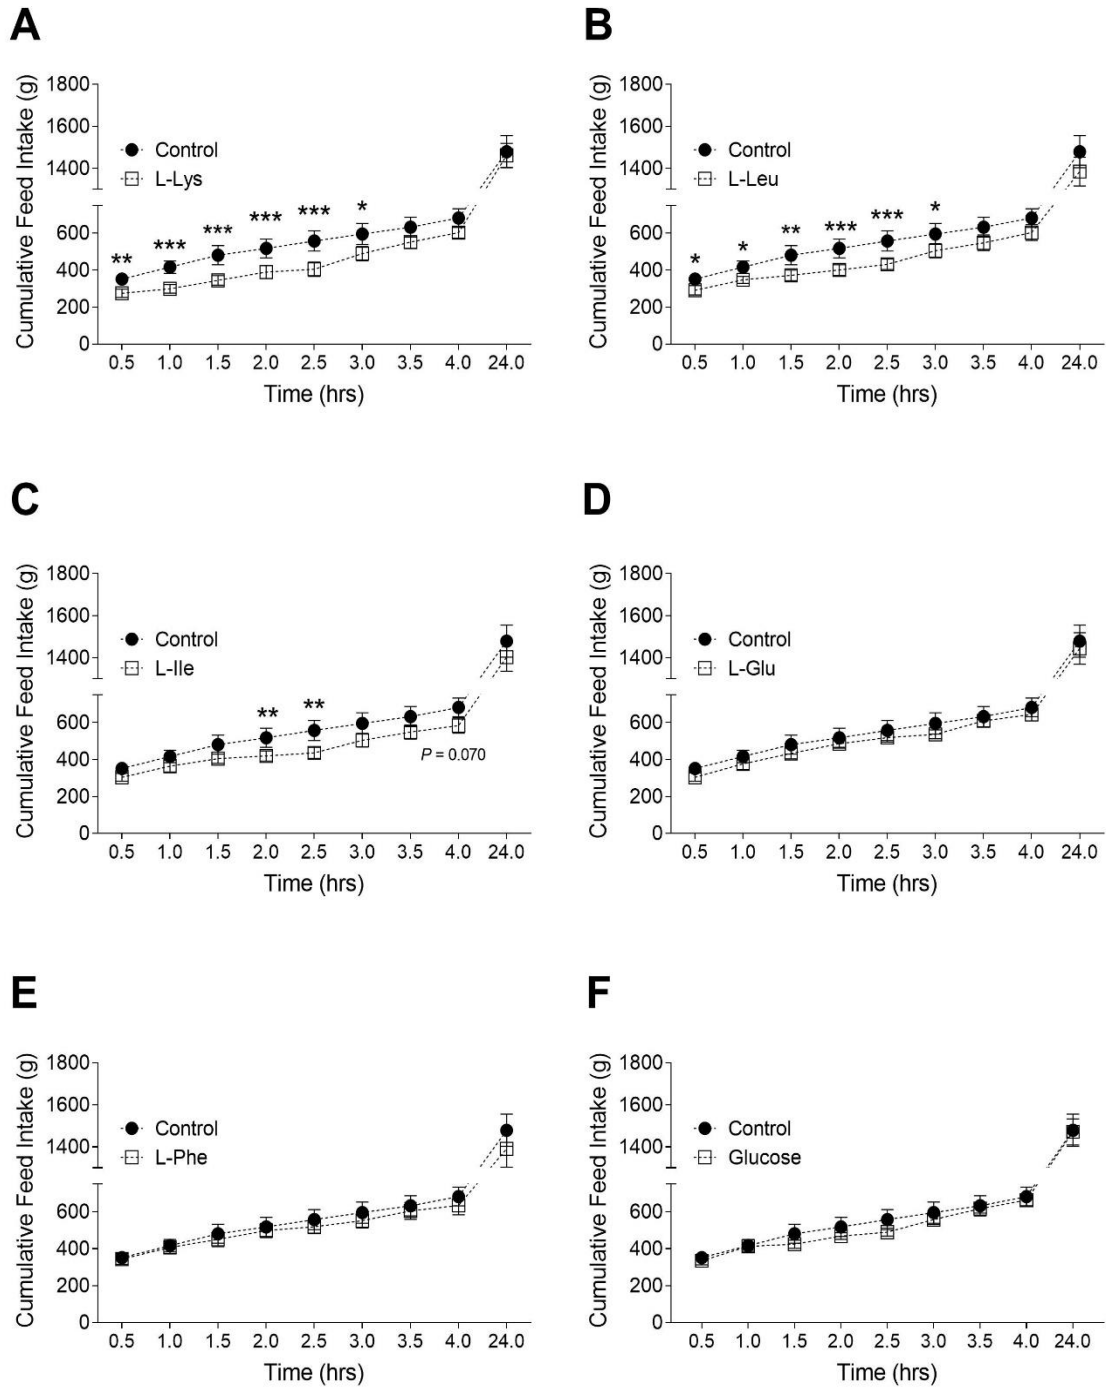 A
Cumulative Feed Intake (g)
1800
1600
1400
600
400
200
0
Control
L-Lys
** *** *** *** *** *
0.5 1.0 1.5 2.0 2.5 3.0 3.5 4.0 24.0
Time (hrs)
B
Cumulative Feed Intake (g)
1800
1600
1400
600
400
200
0
Control
L-Leu
* * ** *** *** *
0.5 1.0 1.5 2.0 2.5 3.0 3.5 4.0 24.0
Time (hrs)
C
Cumulative Feed Intake (g)
1800
1600
1400
600
400
200
0
Control
L-Ile
** **
P = 0.070
0.5 1.0 1.5 2.0 2.5 3.0 3.5 4.0 24.0
Time (hrs)
D
Cumulative Feed Intake (g)
1800
1600
1400
600
400
200
0
Control
L-Glu
0.5 1.0 1.5 2.0 2.5 3.0 3.5 4.0 24.0
Time (hrs)
E
Cumulative Feed Intake (g)
1800
1600
1400
600
400
200
0
Control
L-Phe
0.5 1.0 1.5 2.0 2.5 3.0 3.5 4.0 24.0
Time (hrs)
F
Cumulative Feed Intake (g)
1800
1600
1400
600
400
200
0
Control
Glucose
0.5 1.0 1.5 2.0 2.5 3.0 3.5 4.0 24.0
Time (hrs)